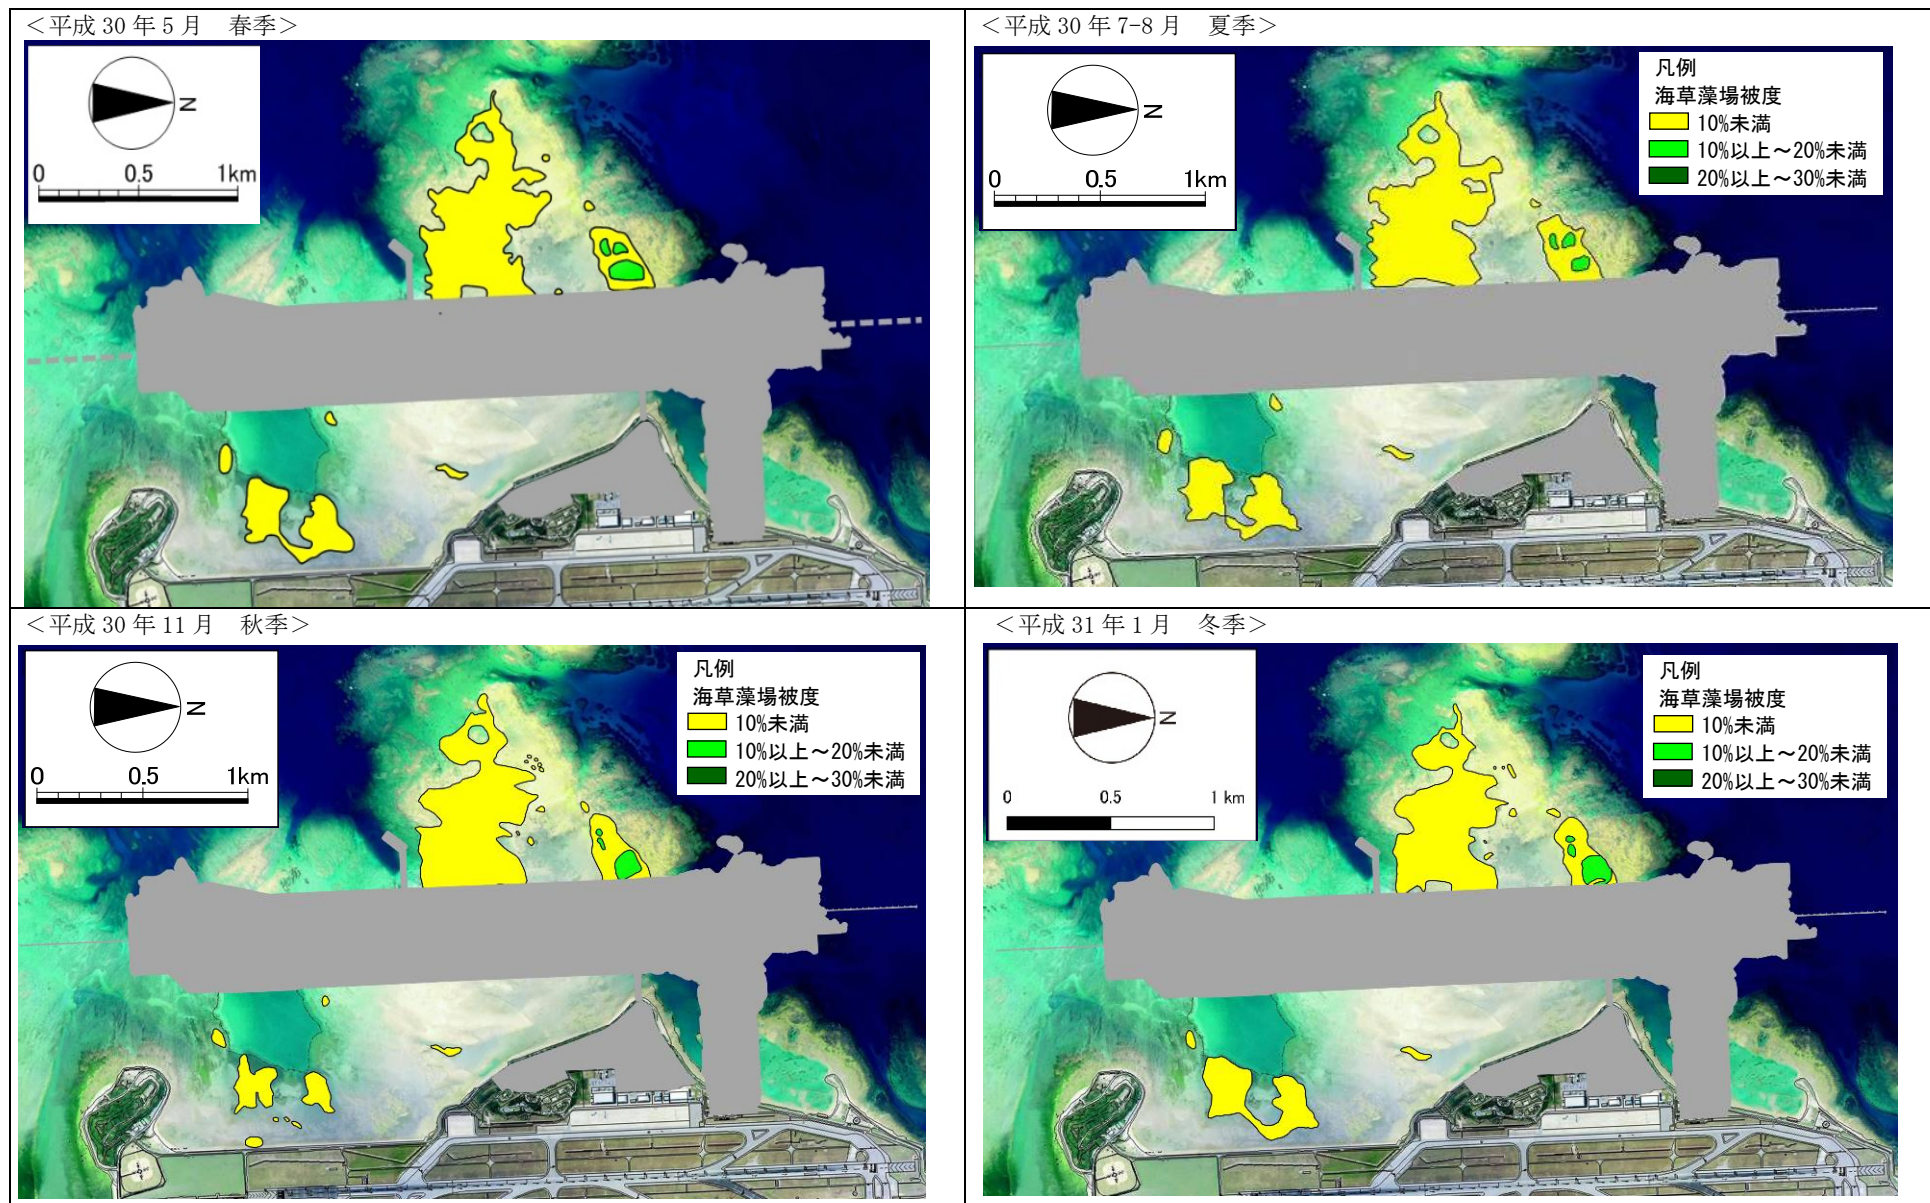 ＜平成 30 年 5 月　春季＞
N
0 0.5 1km
＜平成 30 年 7-8 月　夏季＞
N
0 0.5 1km
凡例
海草藻場被度
10%未満
10%以上～20%未満
20%以上～30%未満
＜平成 30 年 11 月　秋季＞
N
0 0.5 1km
凡例
海草藻場被度
10%未満
10%以上～20%未満
20%以上～30%未満
＜平成 31 年 1 月　冬季＞
N
0 0.5 1 km
凡例
海草藻場被度
10%未満
10%以上～20%未満
20%以上～30%未満